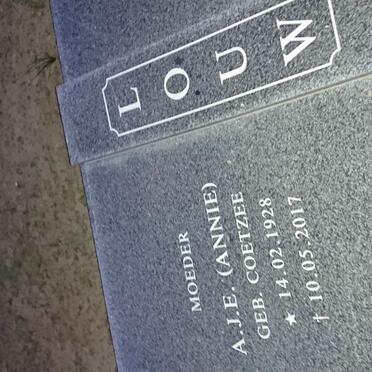 LOUW
MOEDER
A.J.E. (ANNIE)
GEB. COETZEE
★ 14.02.1928
† 10.05.2017